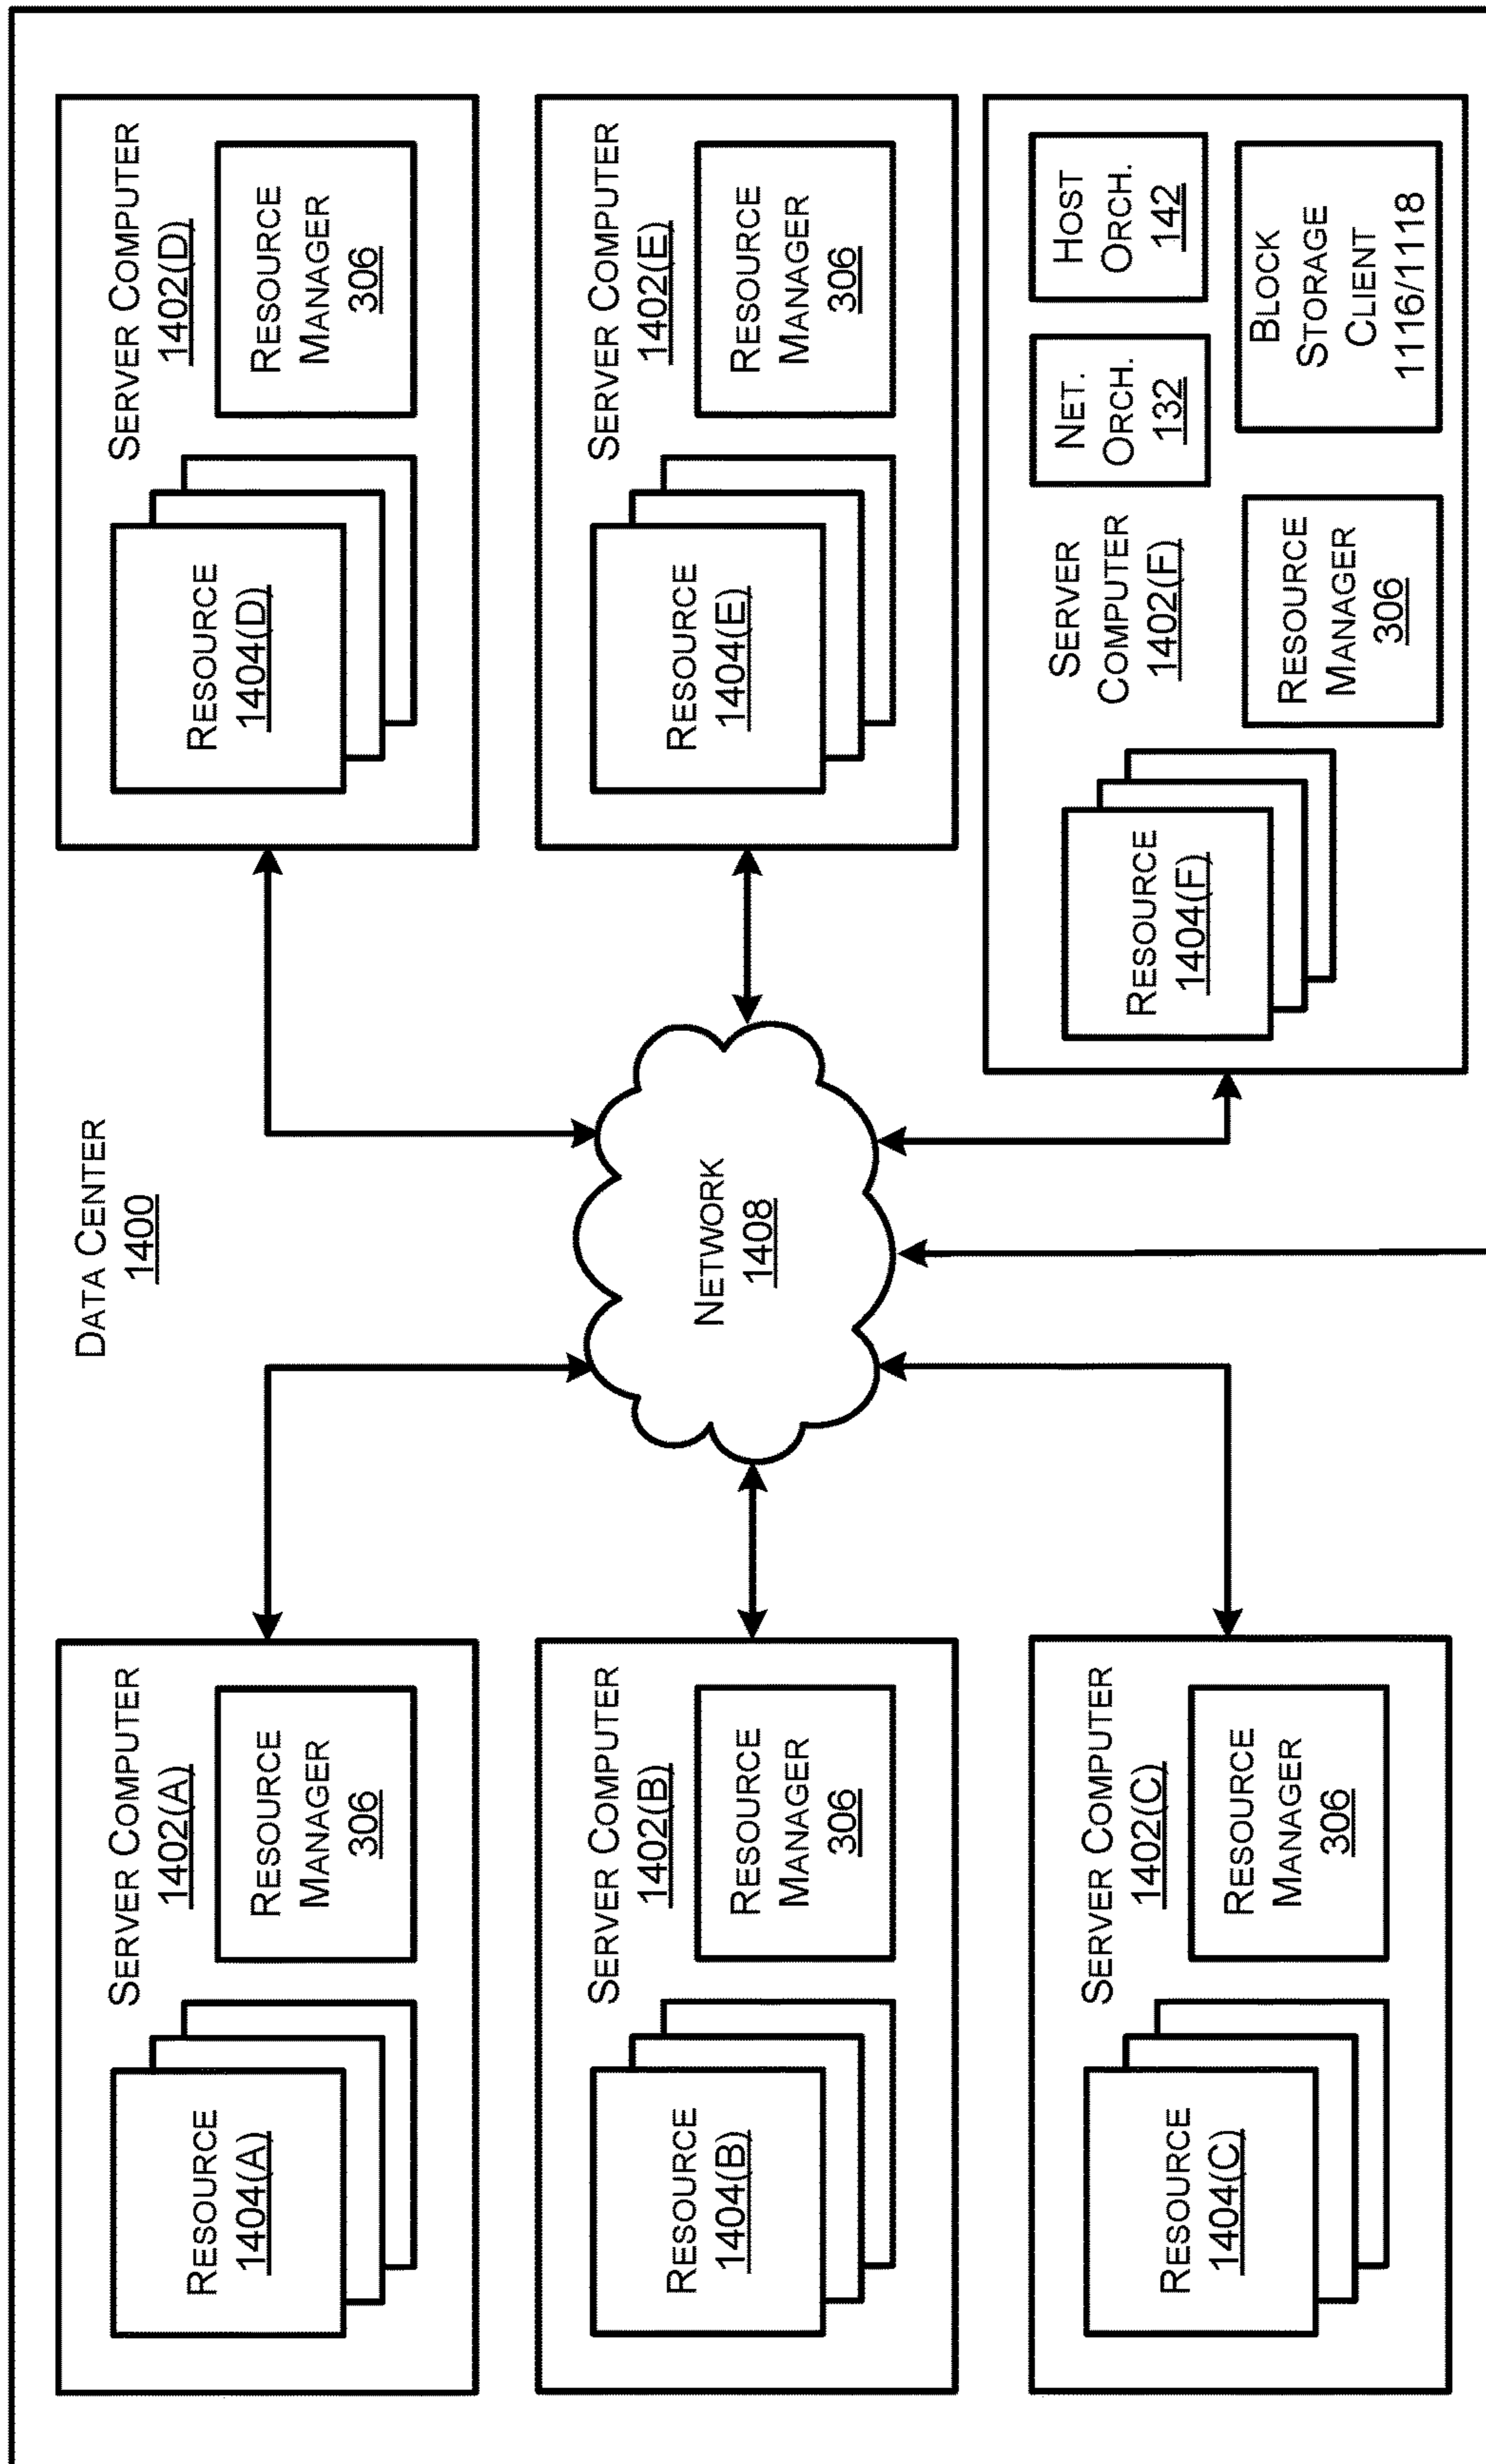 DATA CENTER
1400
SERVER COMPUTER
1402(A)
RESOURCE
1404(A)
RESOURCE
MANAGER
306
SERVER COMPUTER
1402(D)
RESOURCE
1404(D)
RESOURCE
MANAGER
306
SERVER COMPUTER
1402(B)
RESOURCE
1404(B)
RESOURCE
MANAGER
306
NETWORK
1408
SERVER COMPUTER
1402(E)
RESOURCE
1404(E)
RESOURCE
MANAGER
306
SERVER COMPUTER
1402(C)
RESOURCE
1404(C)
RESOURCE
MANAGER
306
SERVER
COMPUTER
1402(F)
NET.
ORCH.
132
HOST
ORCH.
142
RESOURCE
1404(F)
RESOURCE
MANAGER
306
BLOCK
STORAGE
CLIENT
1116/1118